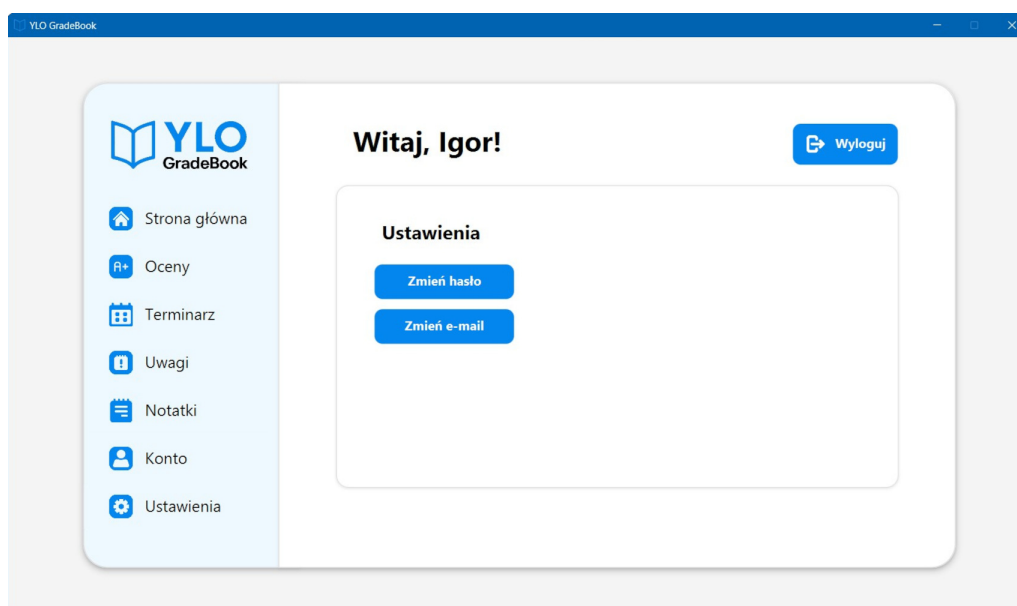 YLO GradeBook
YLO
GradeBook
Strona główna
A+
Oceny
Terminarz
Uwagi
Notatki
Konto
Ustawienia
Witaj, Igor!
Wyloguj
Ustawienia
Zmień hasło
Zmień e-mail